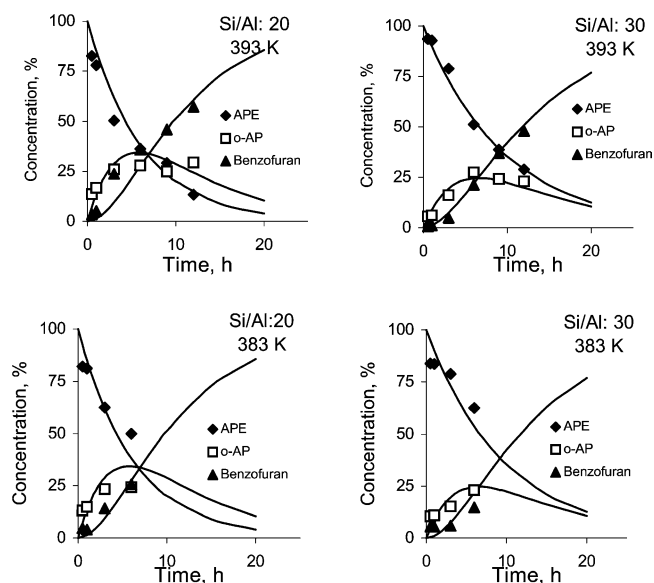 Si/Al: 20
393 K
Concentration, %
100
75
50
25
0
APE
o-AP
Benzofuran
0
10
20
Time, h
Si/Al: 30
393 K
Concentration, %
100
75
50
25
0
APE
o-AP
Benzofuran
0
10
20
Time, h
Si/Al:20
383 K
Concentration, %
100
75
50
25
0
APE
o-AP
Benzofuran
0
10
20
Time, h
Si/Al: 30
383 K
Concentration, %
100
75
50
25
0
APE
o-AP
Benzofuran
0
10
20
Time, h